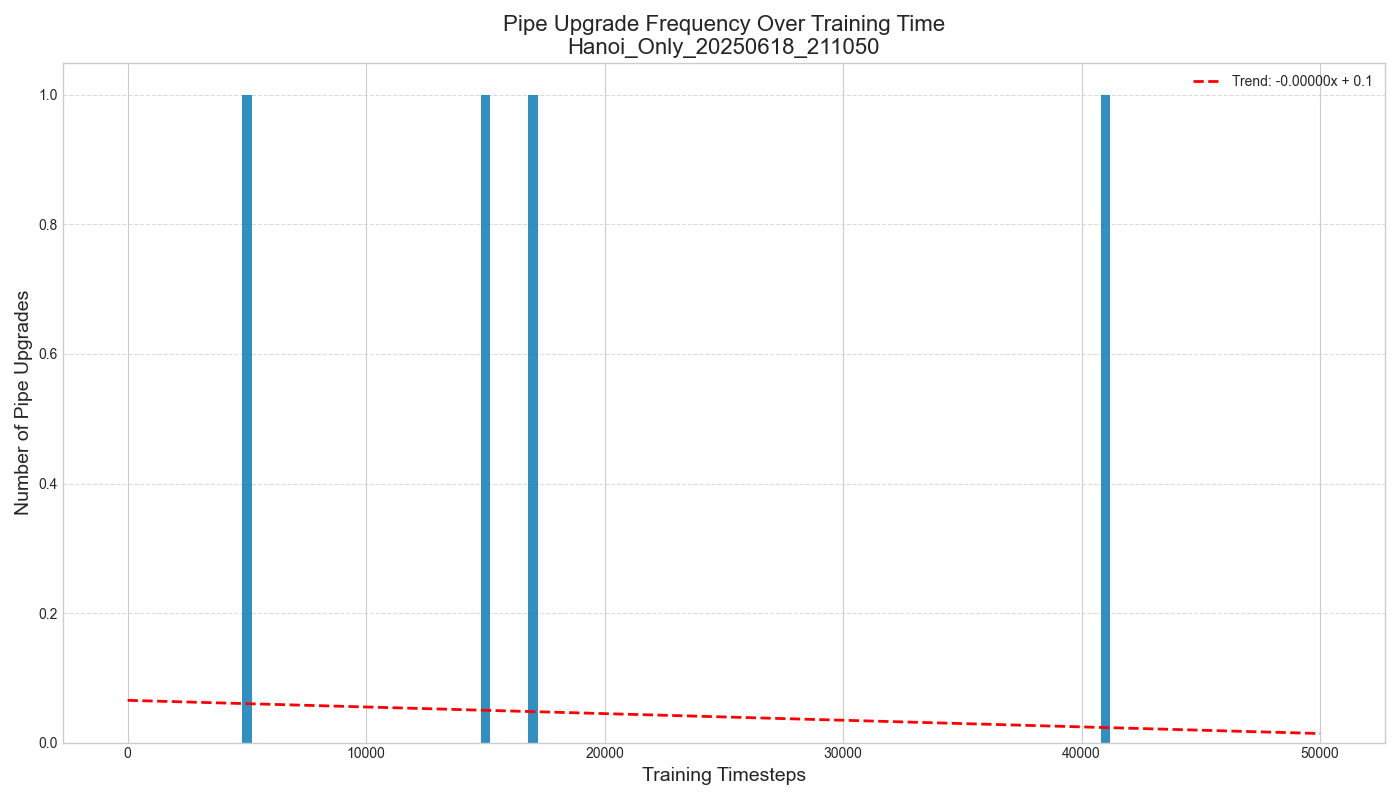 Pipe Upgrade Frequency Over Training Time
Hanoi_Only_20250618_211050
Trend: -0.00000x + 0.1
Number of Pipe Upgrades
1.0
0.8
0.6
0.4
0.2
0.0
0 10000 20000 30000 40000 50000
Training Timesteps